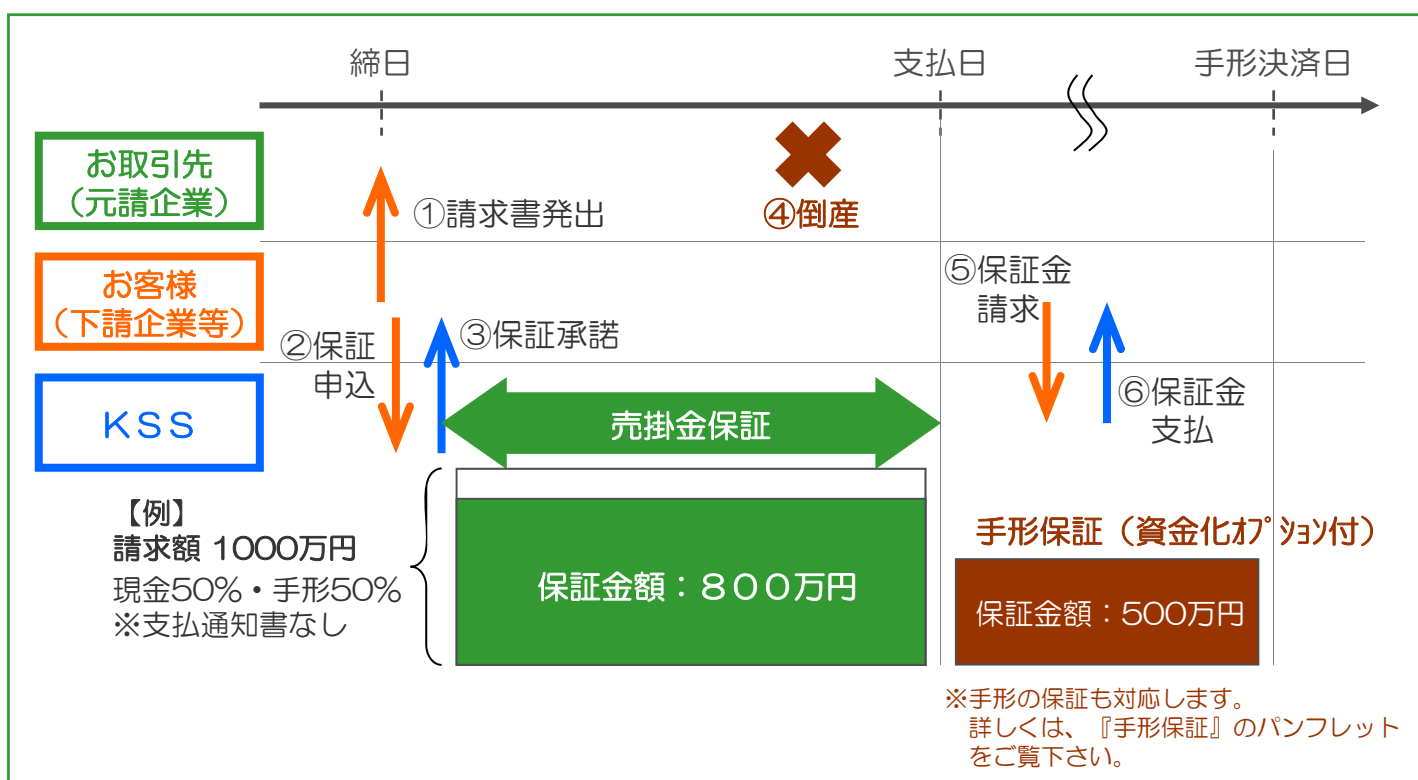 締日
支払日
手形決済日
お取引先
（元請企業）
①請求書発出
④倒産
お客様
（下請企業等）
②保証
申込
③保証承諾
⑤保証金
請求
⑥保証金
支払
ＫＳＳ
売掛金保証
【例】
請求額 1000万円
現金50%・手形50%
※支払通知書なし
保証金額：８００万円
手形保証（資金化ｵﾌﾟｼｮﾝ付）
保証金額：500万円
※手形の保証も対応します。
詳しくは、『手形保証』のパンフレット
をご覧下さい。